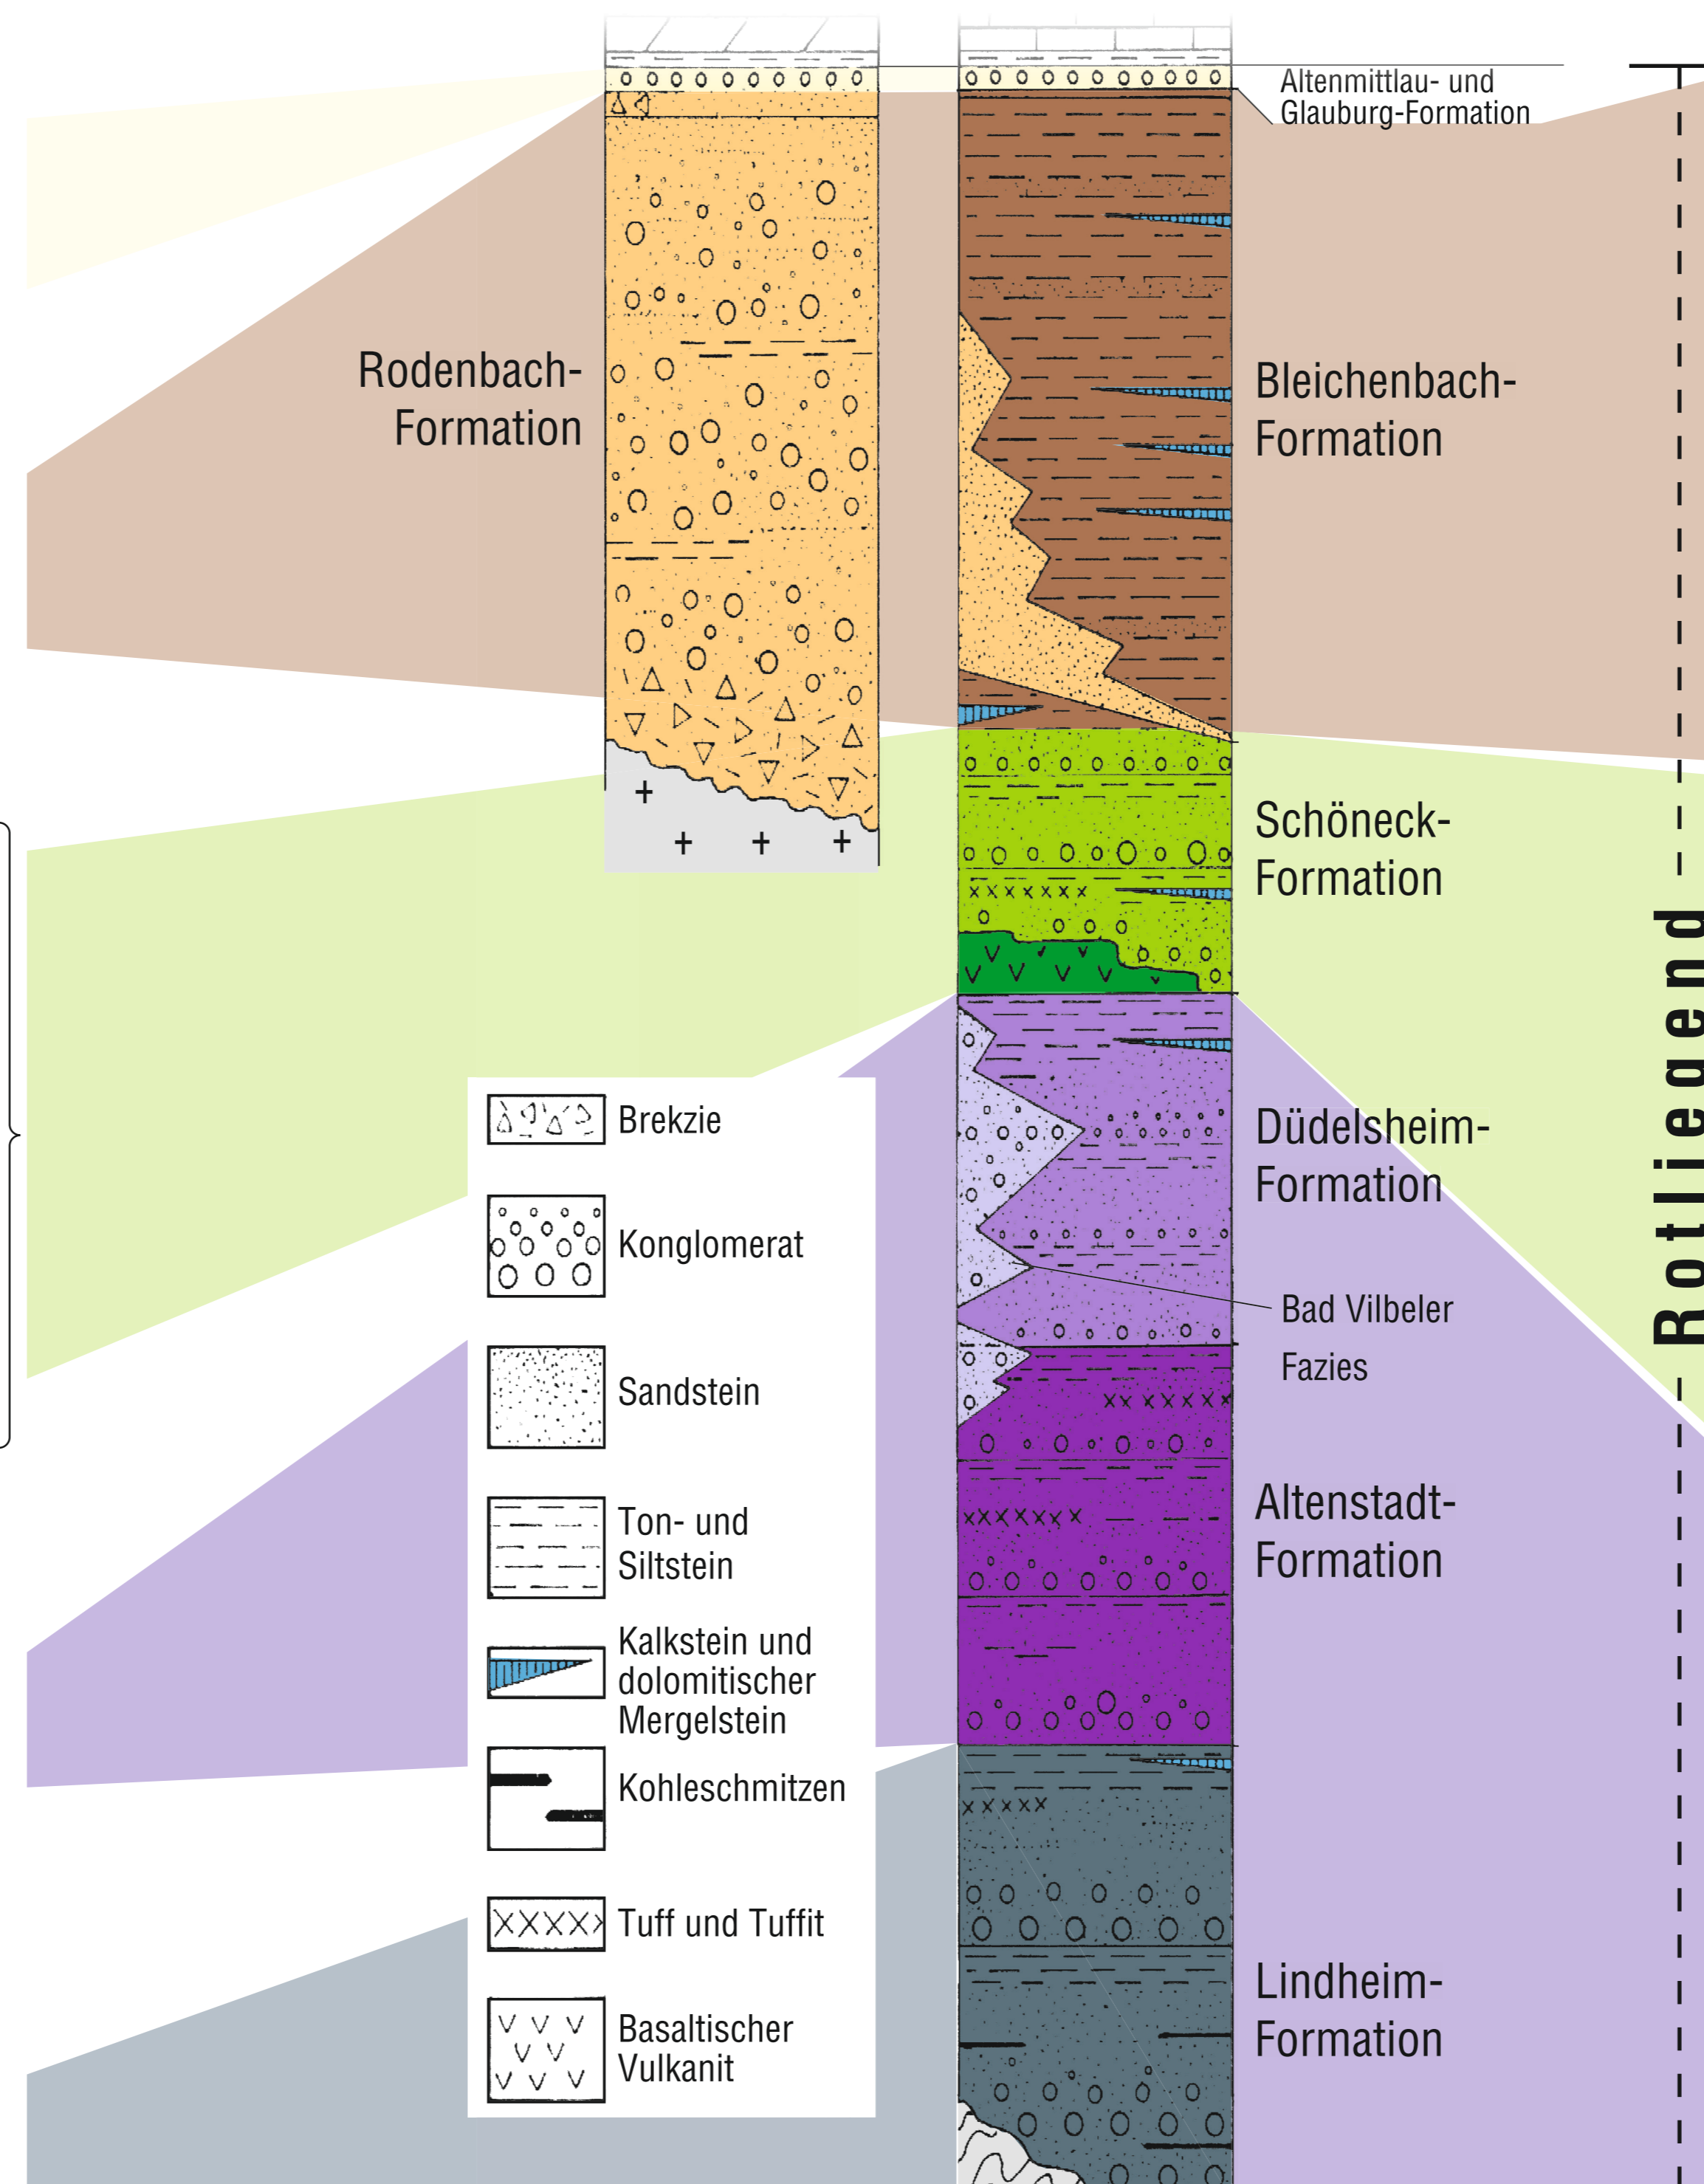 Altenmittlau- und
Glauburg-Formation
Rodenbach-
Formation
Bleichenbach-
Formation
Schöneck-
Formation
Rotliegend
Düdelsheim-
Formation
Bad Vilbeler
Fazies
Altenstadt-
Formation
Lindheim-
Formation
Brekzie
Konglomerat
Sandstein
Ton- und
Siltstein
Kalkstein und
dolomitischer
Mergelstein
Kohleschmitzen
Tuff und Tuffit
Basaltischer
Vulkanit